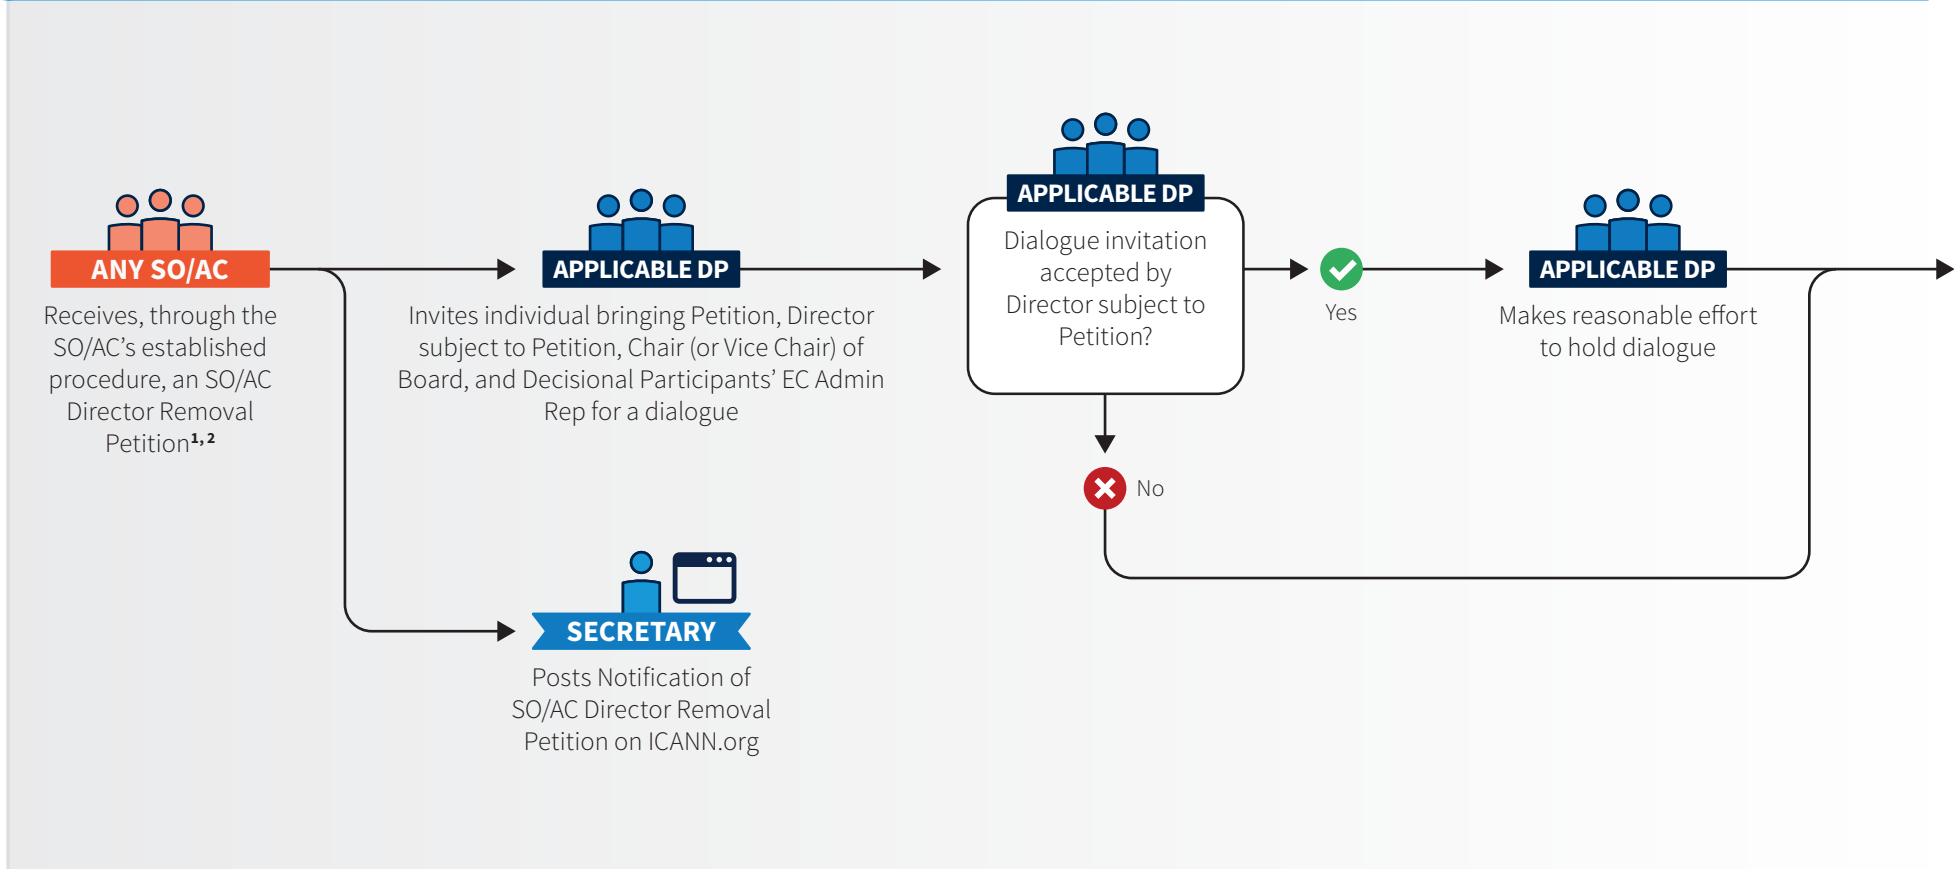 ANY SO/AC
Receives, through the
SO/AC’s established
procedure, an SO/AC
Director Removal
Petition1, 2
APPLICABLE DP
Invites individual bringing Petition, Director
subject to Petition, Chair (or Vice Chair) of
Board, and Decisional Participants’ EC Admin
Rep for a dialogue
SECRETARY
Posts Notification of
SO/AC Director Removal
Petition on ICANN.org
APPLICABLE DP
Dialogue invitation
accepted by
Director subject to
Petition?
Yes
No
APPLICABLE DP
Makes reasonable effort
to hold dialogue